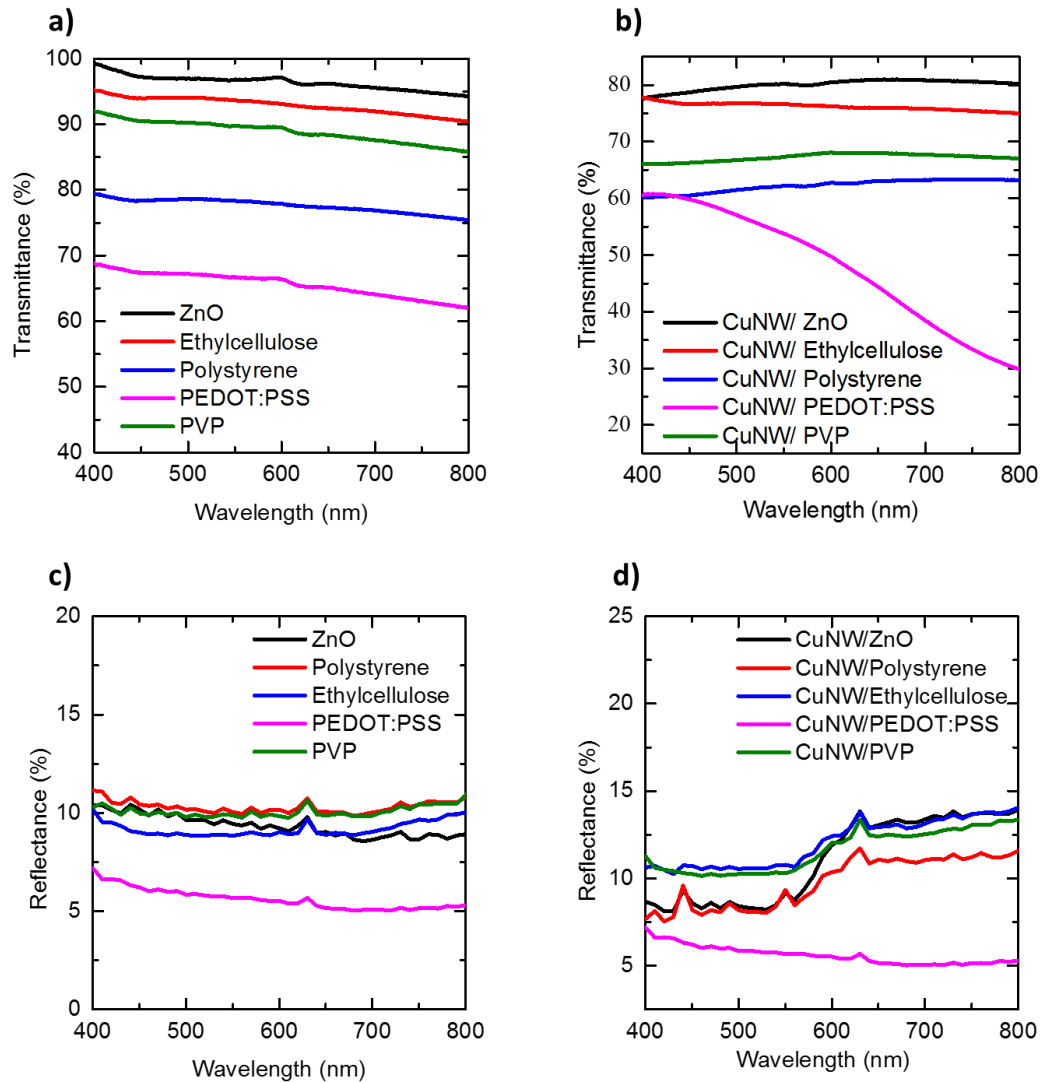 a)
100
90
80
70
60
50
40
Transmittance (%)
ZnO
Ethylcellulose
Polystyrene
PEDOT:PSS
PVP
400 500 600 700 800
Wavelength (nm)
b)
80
70
60
50
40
30
20
Transmittance (%)
CuNW/ ZnO
CuNW/ Ethylcellulose
CuNW/ Polystyrene
CuNW/ PEDOT:PSS
CuNW/ PVP
400 500 600 700 800
Wavelength (nm)
c)
20
15
10
5
0
Reflectance (%)
ZnO
Polystyrene
Ethylcellulose
PEDOT:PSS
PVP
400 500 600 700 800
Wavelength (nm)
d)
25
20
15
10
5
Reflectance (%)
CuNW/ZnO
CuNW/Polystyrene
CuNW/Ethylcellulose
CuNW/PEDOT:PSS
CuNW/PVP
400 500 600 700 800
Wavelength (nm)